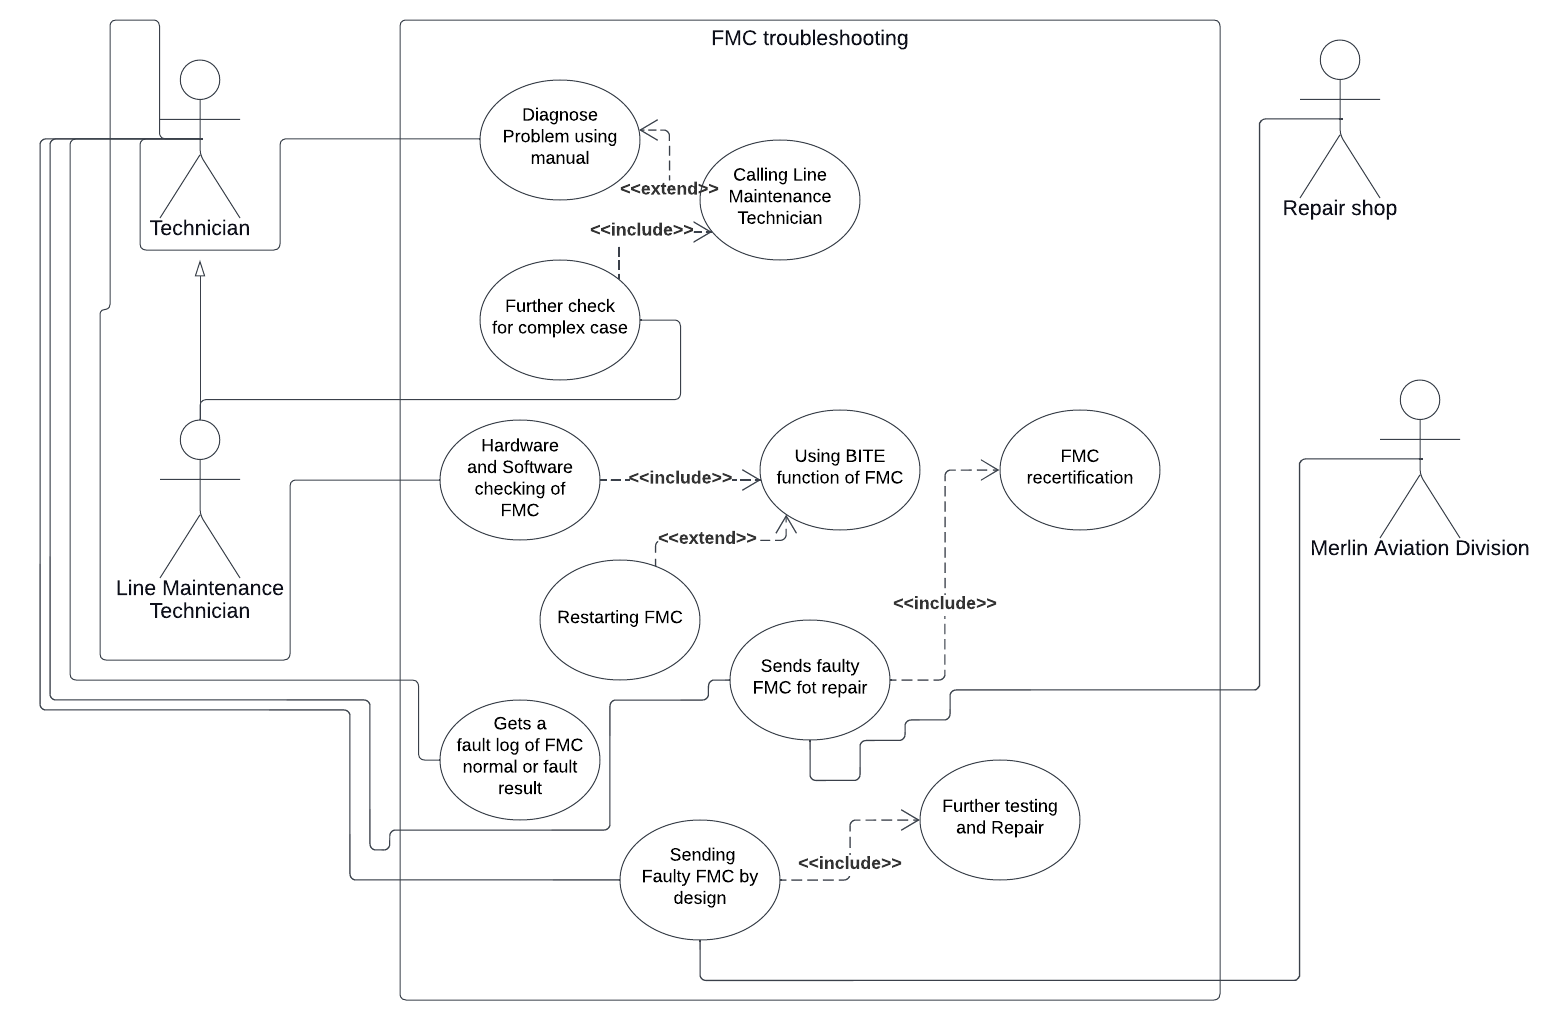 FMC troubleshooting
Diagnose
Problem using
manual
<<extend>>
Calling Line
Maintenance
Technician
<<include>>
Further check
for complex case
Technician
Repair shop
Line Maintenance
Technician
Hardware
and Software
checking of
FMC
<<include>>
Using BITE
function of FMC
<<extend>>
Restarting FMC
FMC
recertification
<<include>>
Merlin Aviation Division
Sends faulty
FMC fot repair
Gets a
fault log of FMC
normal or fault
result
Sending
Faulty FMC by
design
<<include>>
Further testing
and Repair